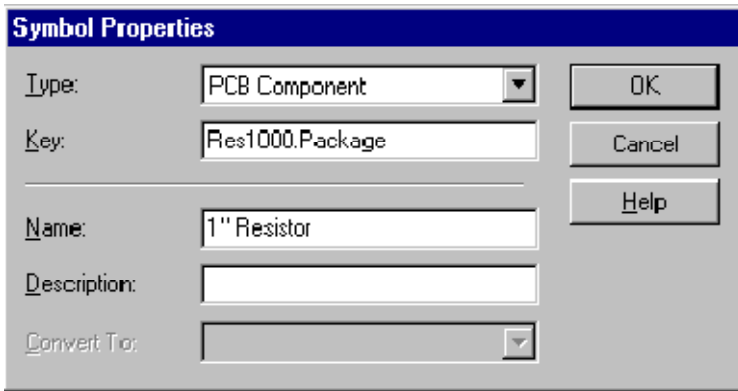 Symbol Properties
Type: PCB Component OK
Key: Res1000.Package Cancel
Help
Name: 1" Resistor
Description:
Convert To: